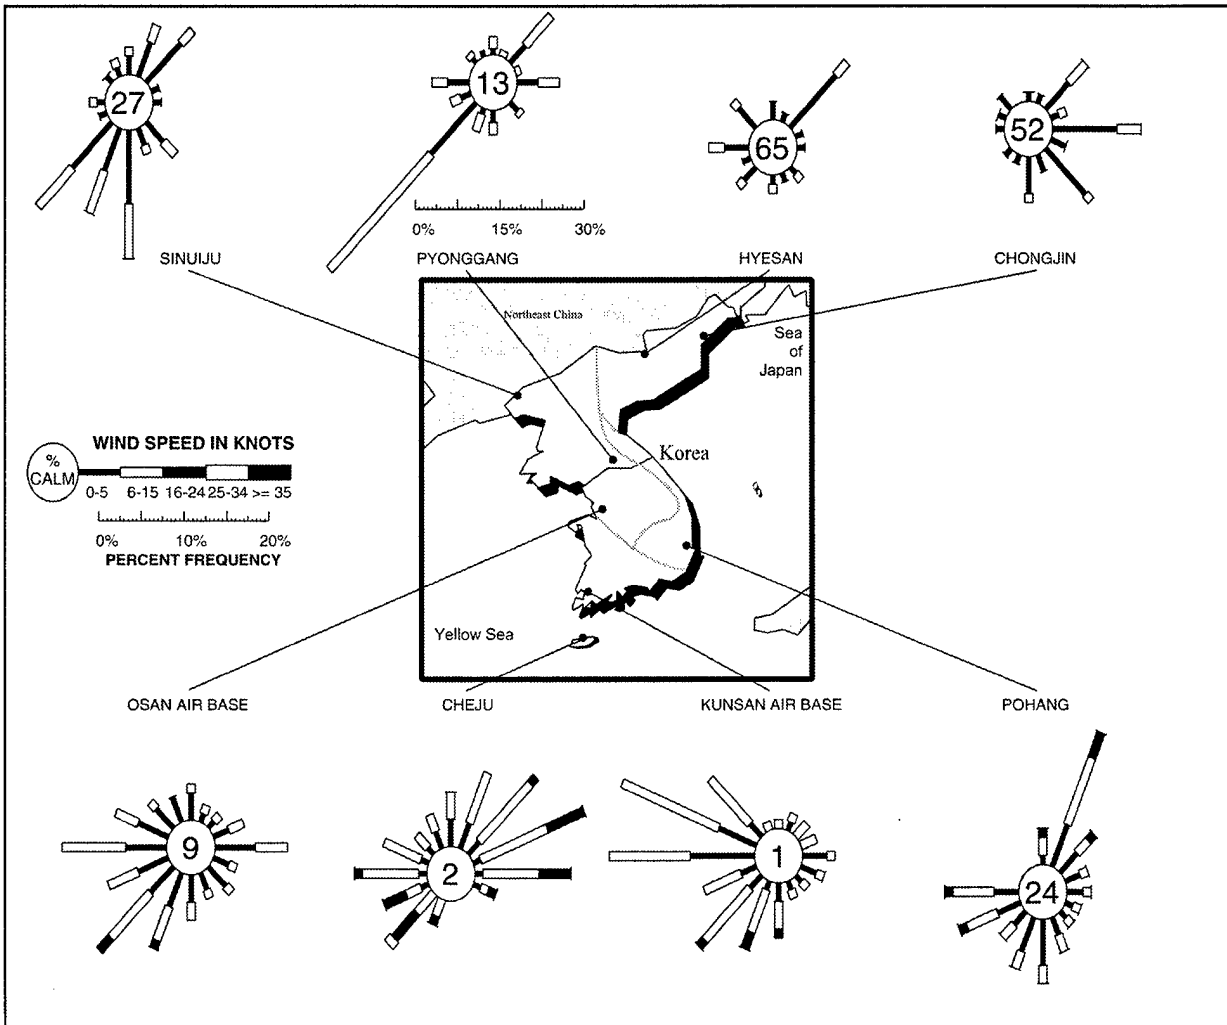 27
13
65
52
0% 15% 30%
SINUIJU
PYONGGANG
HYESAN
CHONGJIN
Northeast China
Sea
of
Japan
Korea
Yellow Sea
WIND SPEED IN KNOTS
%
CALM
0-5 6-15 16-24 25-34 >= 35
0% 10% 20%
PERCENT FREQUENCY
OSAN AIR BASE
CHEJU
KUNSAN AIR BASE
POHANG
9
2
1
24